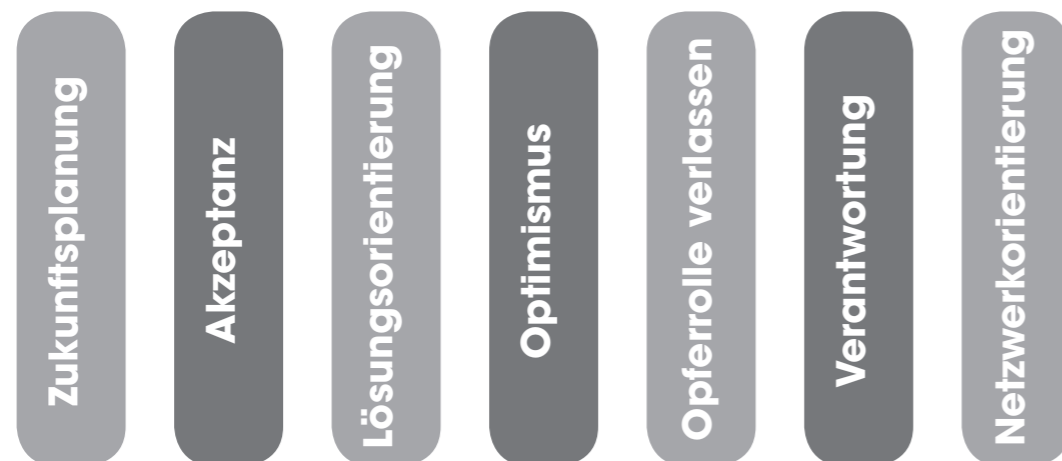 Zukunftsplanung
Akzeptanz
Lösungsorientierung
Optimismus
Opferrolle verlassen
Verantwortung
Netzwerkorientierung